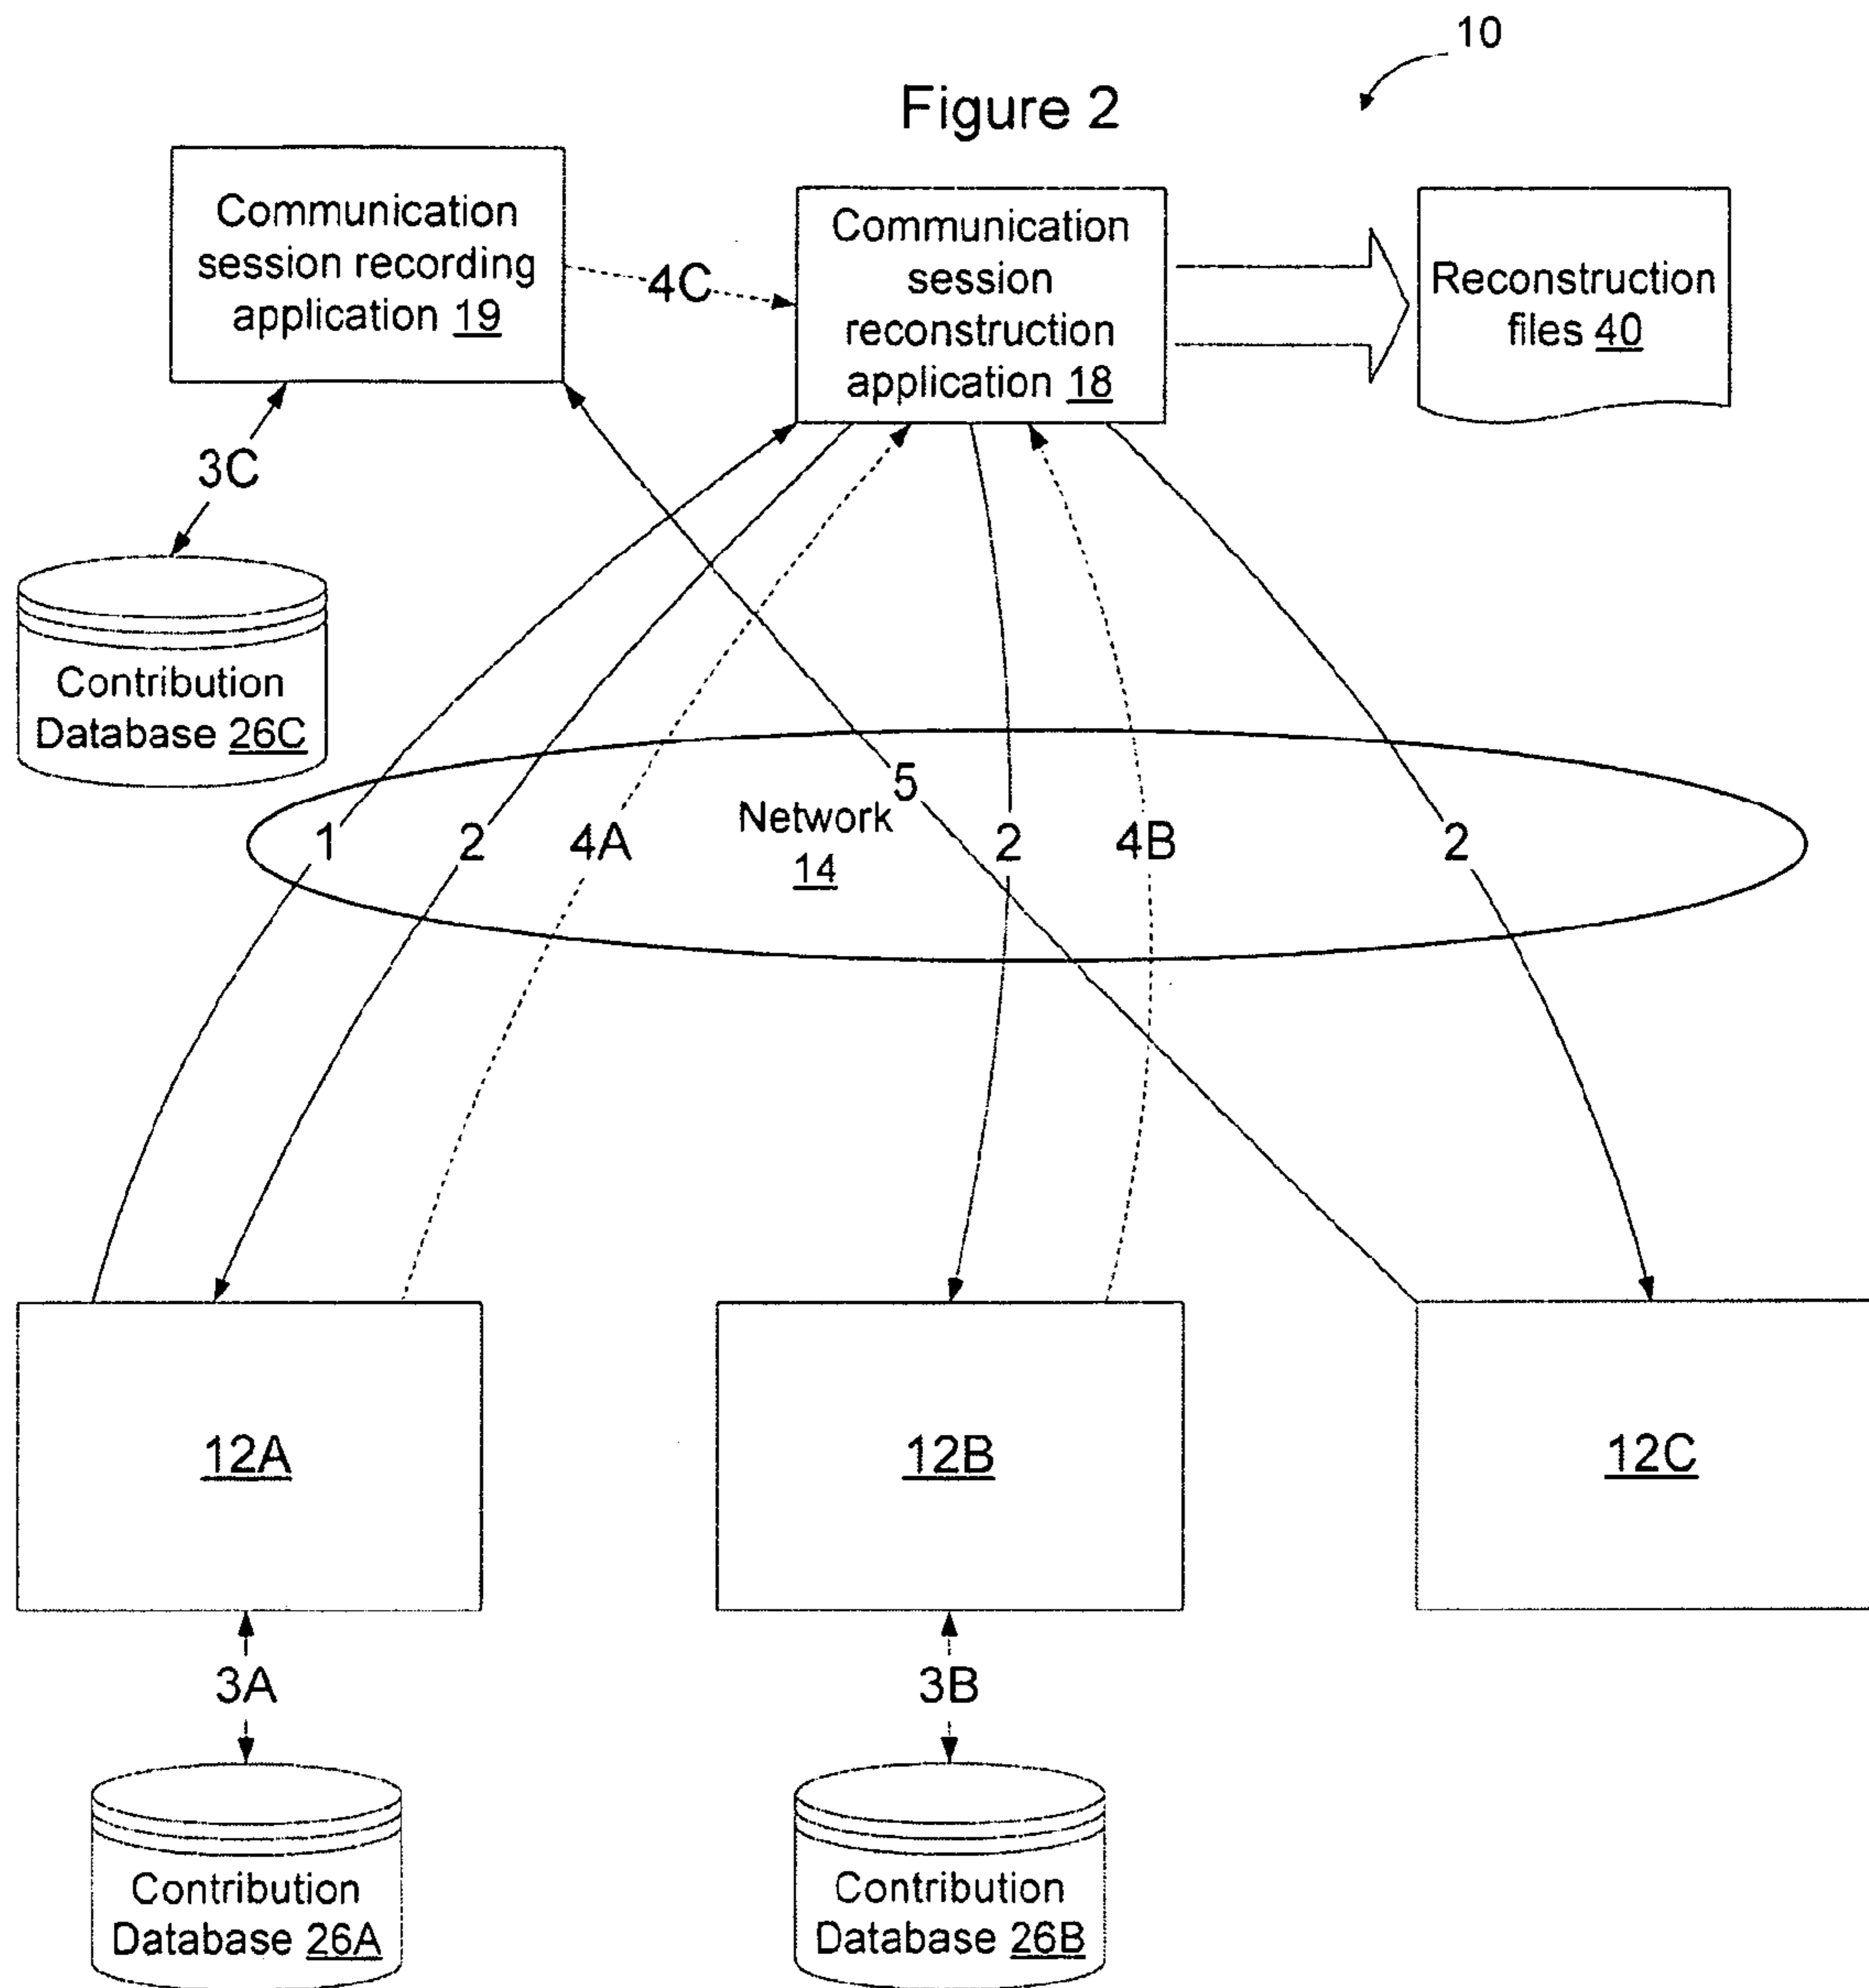 10
Figure 2
Communication
session recording
application 19
4C
Communication
session
reconstruction
application 18
Reconstruction
files 40
3C
Contribution
Database 26C
5
Network
14
1
2
4A
2
4B
2
12A
12B
12C
3A
3B
Contribution
Database 26A
Contribution
Database 26B